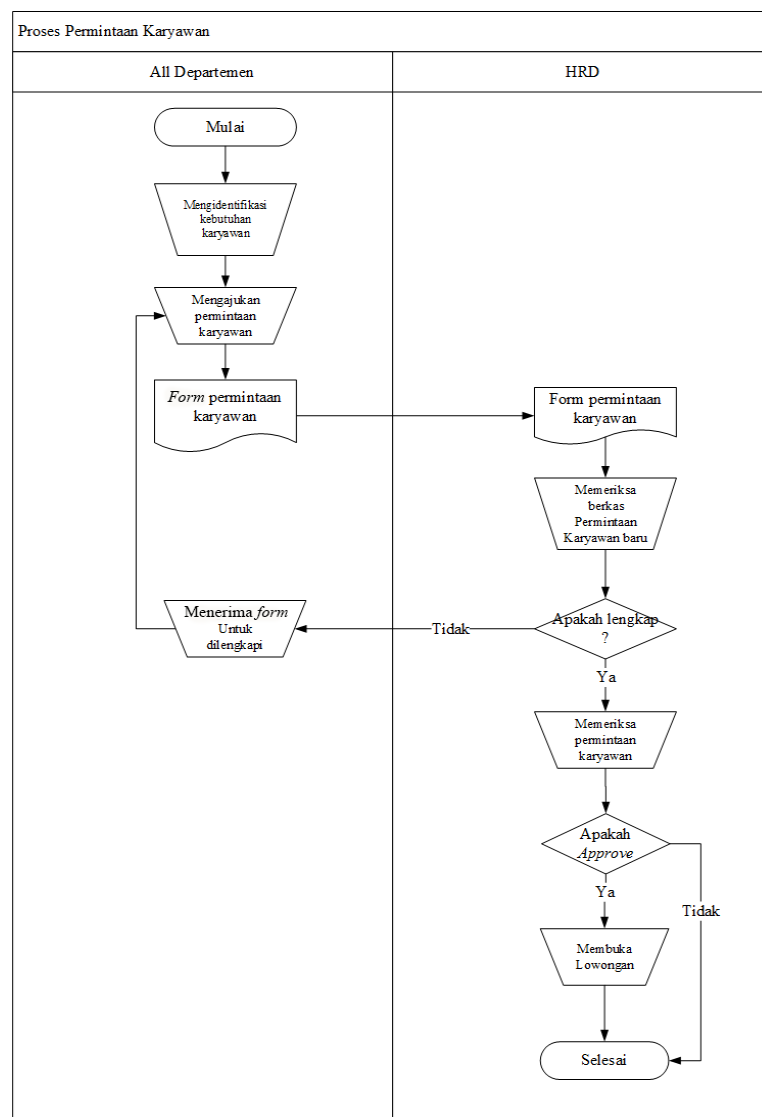 Proses Permintaan Karyawan
All Departemen
HRD
Mulai
Mengidentifikasi
kebutuhan
karyawan
Mengajukan
permintaan
karyawan
Form permintaan
karyawan
Form permintaan
karyawan
Memeriksa
berkas
Permintaan
Karyawan baru
Apakah lengkap
?
Tidak
Menerima form
Untuk
dilengkapi
Ya
Memeriksa
permintaan
karyawan
Apakah
Approve
Ya
Tidak
Membuka
Lowongan
Selesai